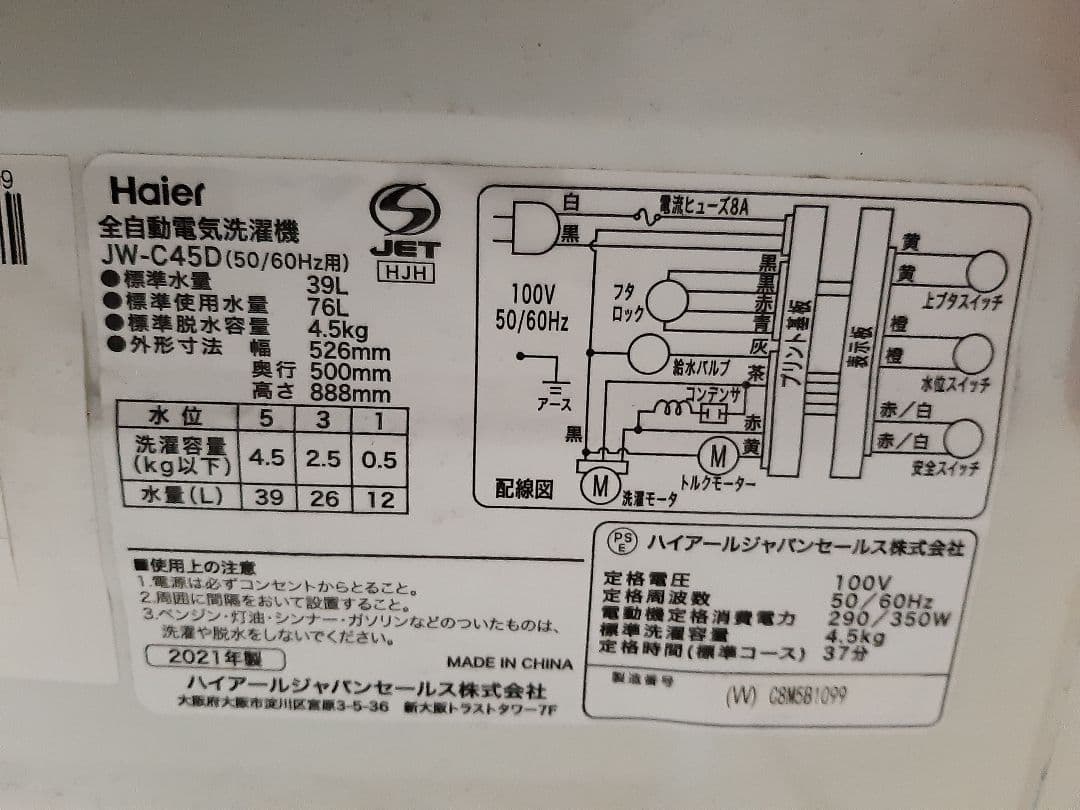 9
Haier
全自動電気洗濯機
JW-C45D(50/60Hz用)
●標準水量 39L
●標準使用水量 76L
●標準脱水容量 4.5kg
●外形寸法 幅 526mm
奥行 500mm
高さ 888mm
JET
HJH
水位 5 3 1
洗濯容量(kg以下) 4.5 2.5 0.5
水量(L) 39 26 12
白
電流ヒューズ8A
黒
100V
50/60Hz
フタ
ロック
黒
黒
赤
青
灰
給水バルブ
茶
アース
コンデンサ
黒
赤
黄
M
トルクモーター
M
洗濯モータ
配線図
プリント基板
表示板
黄
黄
上ブタスイッチ
橙
橙
水位スイッチ
赤/白
赤/白
安全スイッチ
■使用上の注意
1.電源は必ずコンセントからとること。
2.周囲に間隔をおいて設置すること。
3.ベンジン・灯油・シンナー・ガソリンなどのついたものは、
洗濯や脱水をしないでください。
2021年製
MADE IN CHINA
ハイアールジャパンセールス株式会社
大阪府大阪市淀川区宮原3-5-36 新大阪トラストタワー7F
PS
E
ハイアールジャパンセールス株式会社
定格電圧 100V
定格周波数 50/60Hz
電動機定格消費電力 290/350W
標準洗濯容量 4.5kg
定格時間(標準コース) 37分
製造番号
(W) G8M5B1099